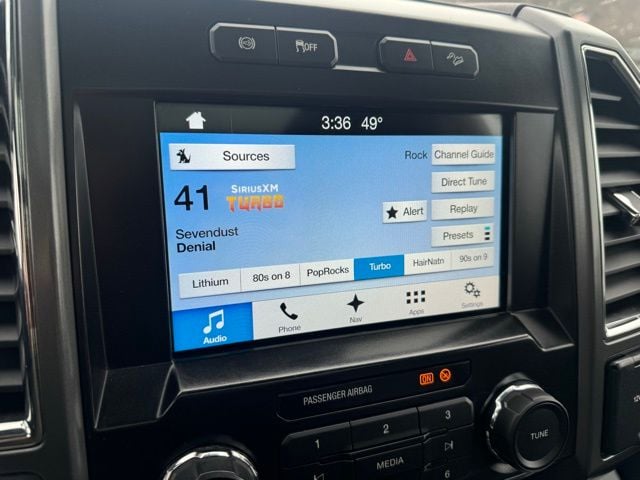 OFF
3:36 49°
Sources
Rock
Channel Guide
41
SiriusXM
TURBO
Direct Tune
Alert
Replay
Sevendust
Denial
Presets
Lithium
80s on 8
PopRocks
Turbo
HairNatn
90s on 9
Audio
Phone
Nav
Apps
Settings
PASSENGER AIRBAG
ON
1
2
3
MEDIA
6
TUNE